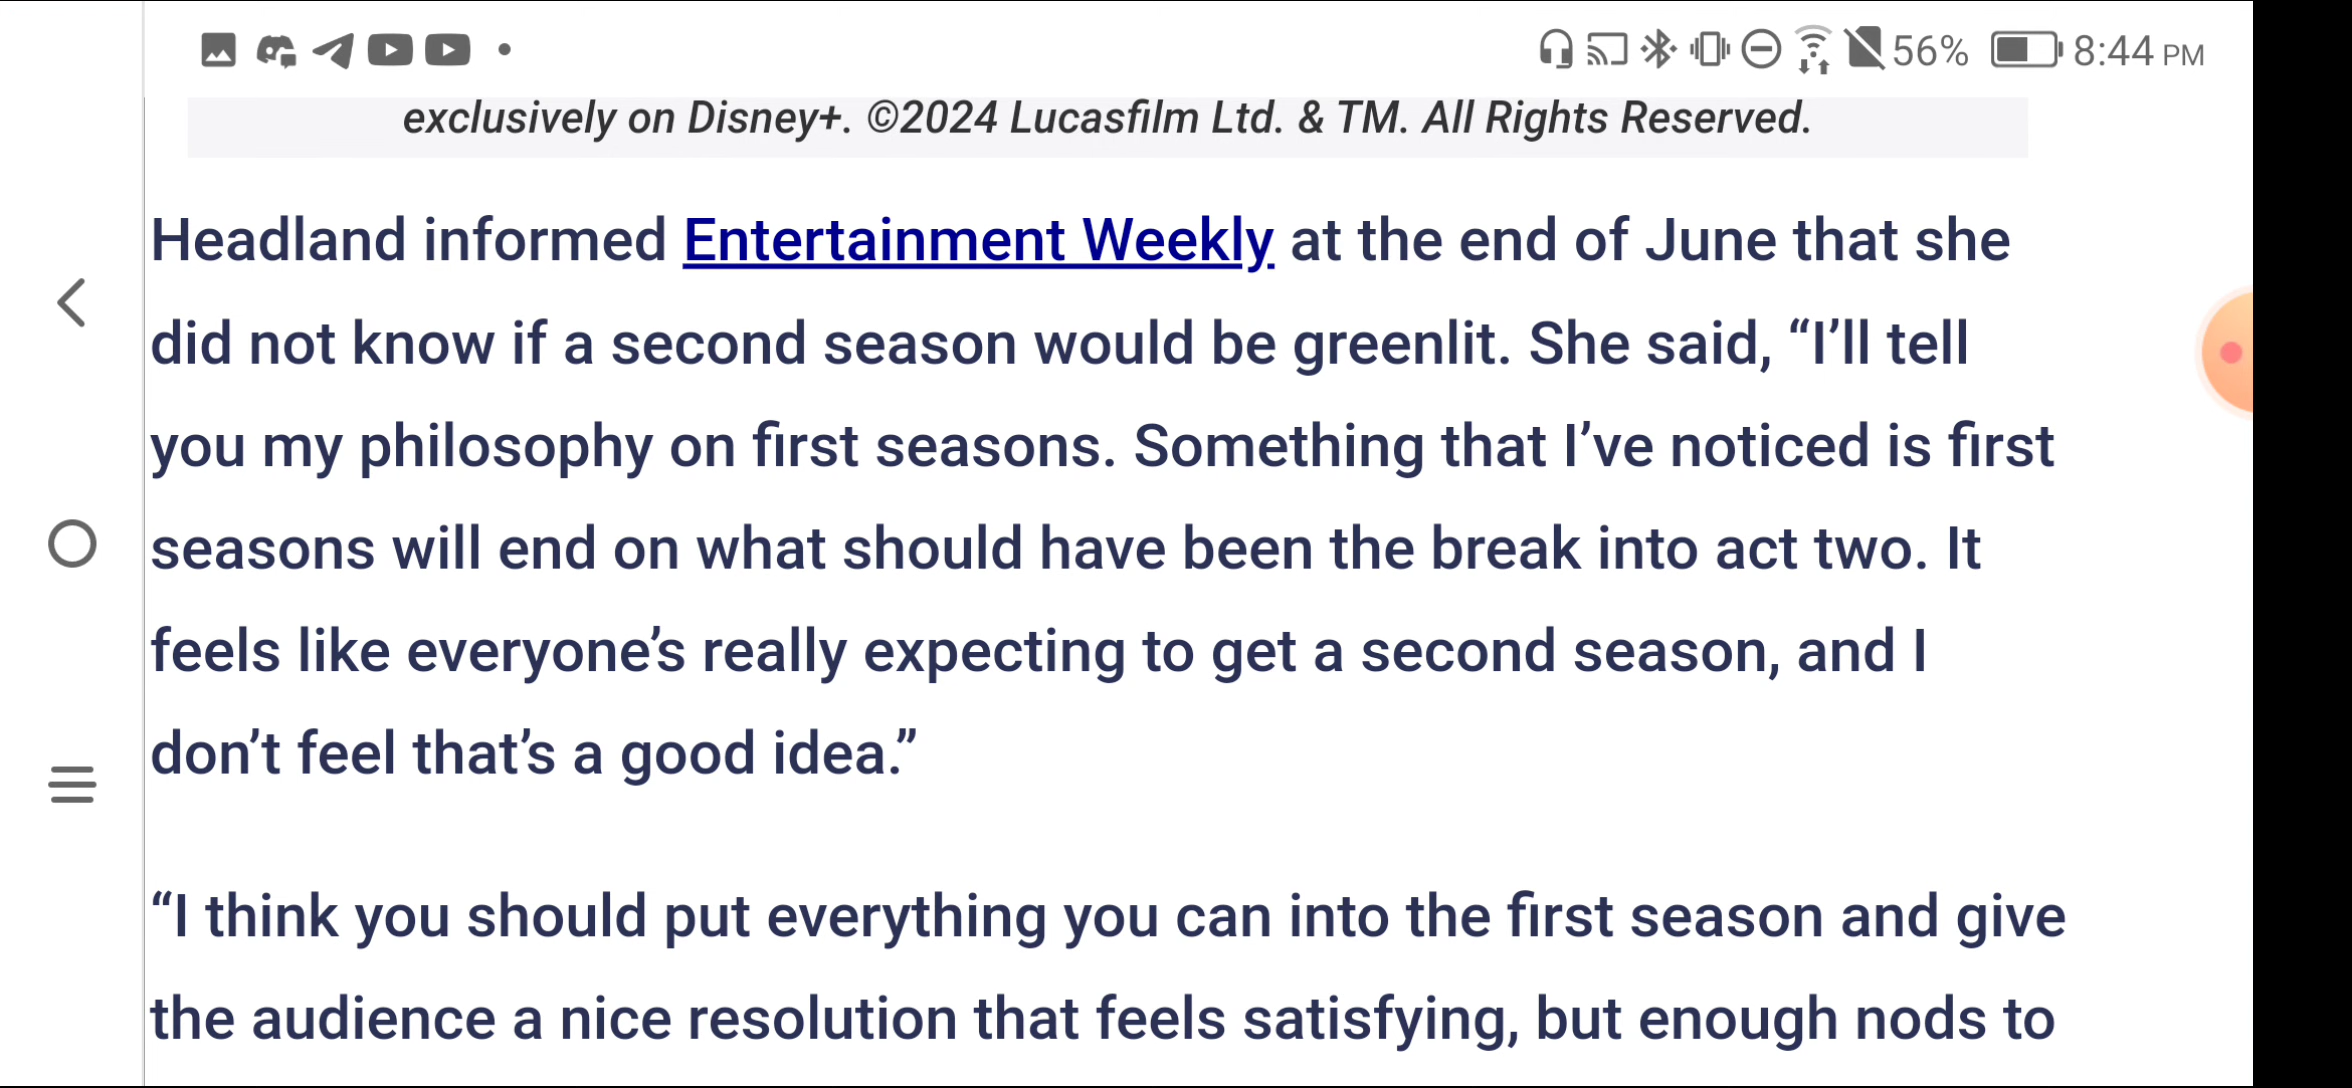 56% 8:44 PM
exclusively on Disney+. ©2024 Lucasfilm Ltd. & TM. All Rights Reserved.
Headland informed Entertainment Weekly at the end of June that she
did not know if a second season would be greenlit. She said, “I’ll tell
you my philosophy on first seasons. Something that I’ve noticed is first
seasons will end on what should have been the break into act two. It
feels like everyone’s really expecting to get a second season, and I
don’t feel that’s a good idea.”
“I think you should put everything you can into the first season and give
the audience a nice resolution that feels satisfying, but enough nods to